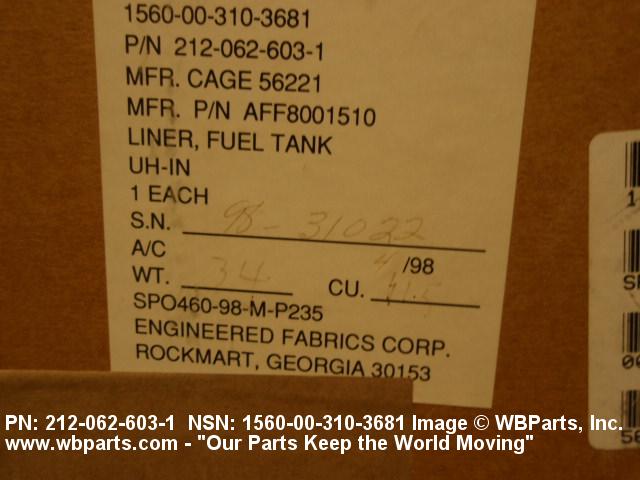 1560-00-310-3681
P/N 212-062-603-1
MFR. CAGE 56221
MFR. P/N AFF8001510
LINER, FUEL TANK
UH-IN
1 EACH
S.N. 98-31022
A/C 4/98
WT. 34 CU.
SPO460-98-M-P235
ENGINEERED FABRICS CORP.
ROCKMART, GEORGIA 30153
PN: 212-062-603-1 NSN: 1560-00-310-3681 Image © WBParts, Inc.
www.wbparts.com - "Our Parts Keep the World Moving"